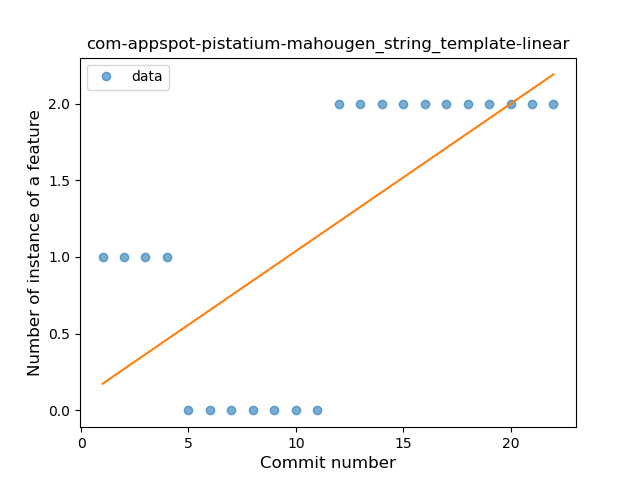 com-appspot-pistatium-mahougen_string_template-linear
data
Number of instance of a feature
2.0
1.5
1.0
0.5
0.0
0
5
10
15
20
Commit number